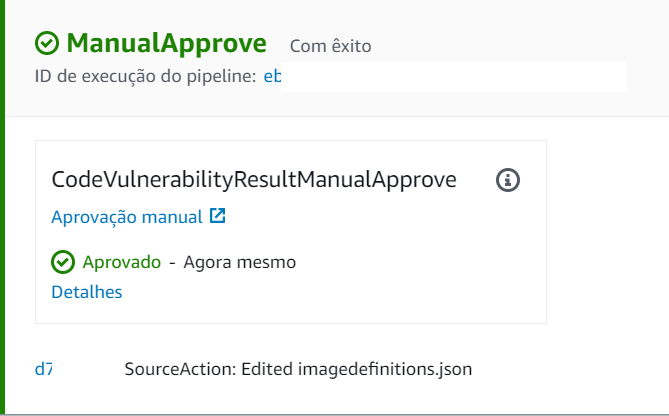 ManualApprove Com êxito
ID de execução do pipeline: eb
CodeVulnerabilityResultManualApprove
Aprovação manual
Aprovado - Agora mesmo
Detalhes
d7 SourceAction: Edited imagedefinitions.json